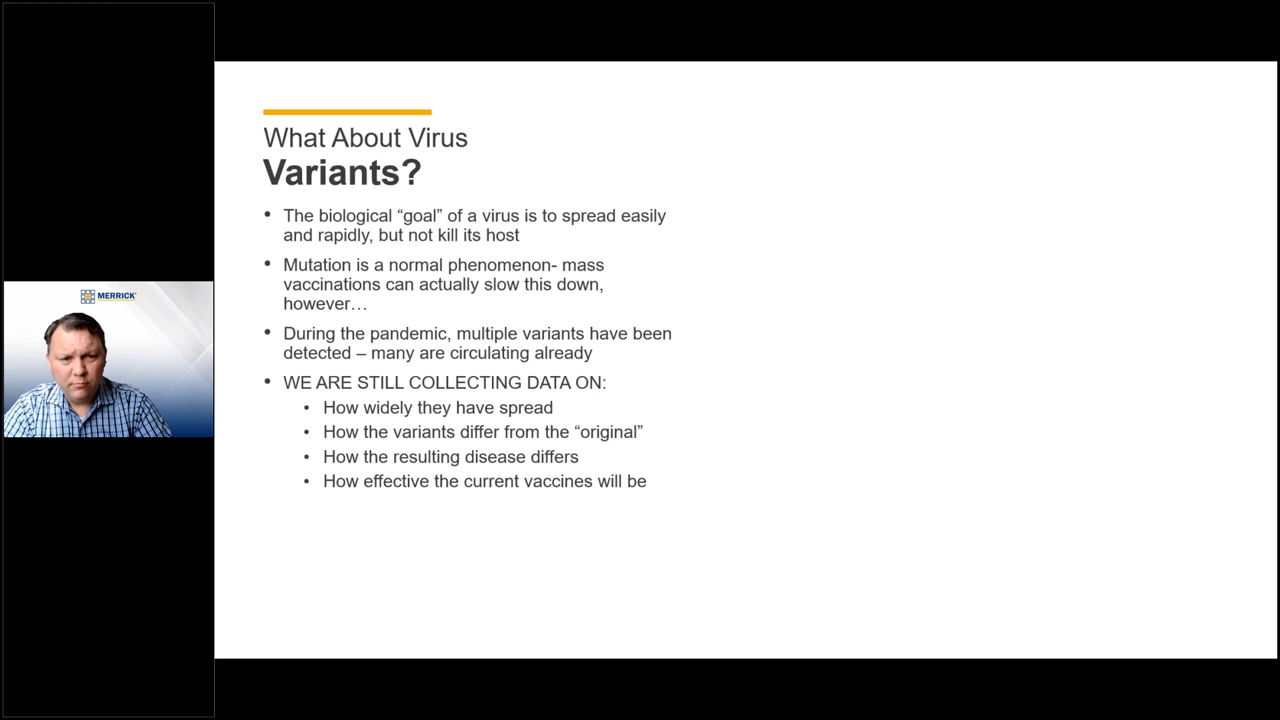 What About Virus
Variants?
• The biological “goal” of a virus is to spread easily
and rapidly, but not kill its host
• Mutation is a normal phenomenon- mass
vaccinations can actually slow this down,
however…
• During the pandemic, multiple variants have been
detected – many are circulating already
• WE ARE STILL COLLECTING DATA ON:
• How widely they have spread
• How the variants differ from the “original”
• How the resulting disease differs
• How effective the current vaccines will be
MERRICK